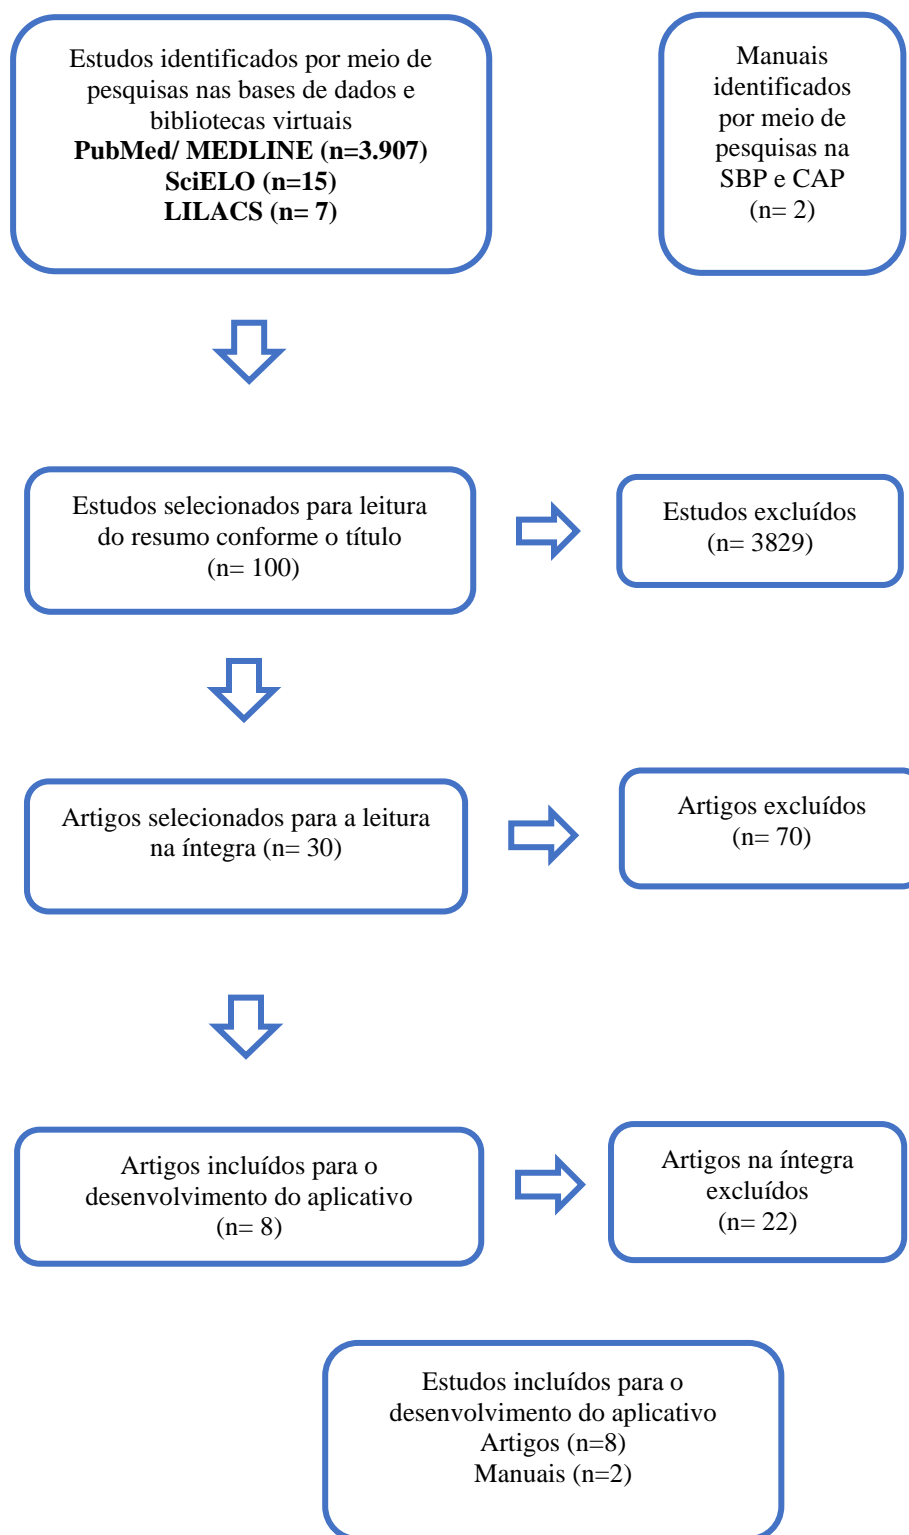 Estudos identificados por meio de
pesquisas nas bases de dados e
bibliotecas virtuais
PubMed/ MEDLINE (n=3.907)
SciELO (n=15)
LILACS (n= 7)
Manuais
identificados
por meio de
pesquisas na
SBP e CAP
(n= 2)
Estudos selecionados para leitura
do resumo conforme o título
(n= 100)
Estudos excluídos
(n= 3829)
Artigos selecionados para a leitura
na íntegra (n= 30)
Artigos excluídos
(n= 70)
Artigos incluídos para o
desenvolvimento do aplicativo
(n= 8)
Artigos na íntegra
excluídos
(n= 22)
Estudos incluídos para o
desenvolvimento do aplicativo
Artigos (n=8)
Manuais (n=2)